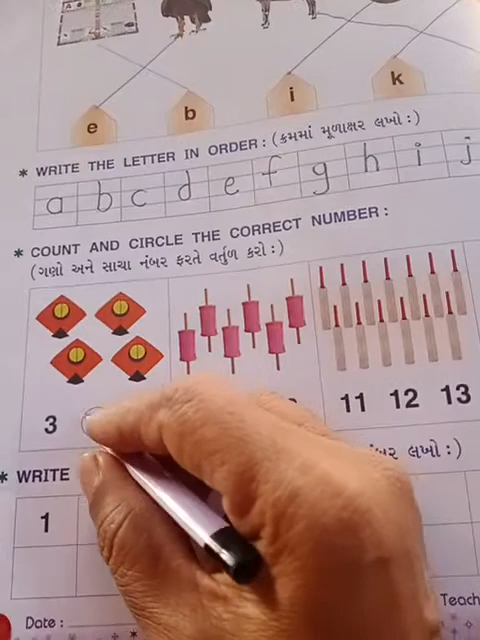 e b i k
* WRITE THE LETTER IN ORDER : (ક્રમમાં મૂળાક્ષર લખો :)
a b c d e f g h i j
* COUNT AND CIRCLE THE CORRECT NUMBER :
(ગણો અને સાચા નંબર ફરતે વર્તુળ કરો :)
3 11 12 13
* WRITE લખો :)
1
Teach
Date :